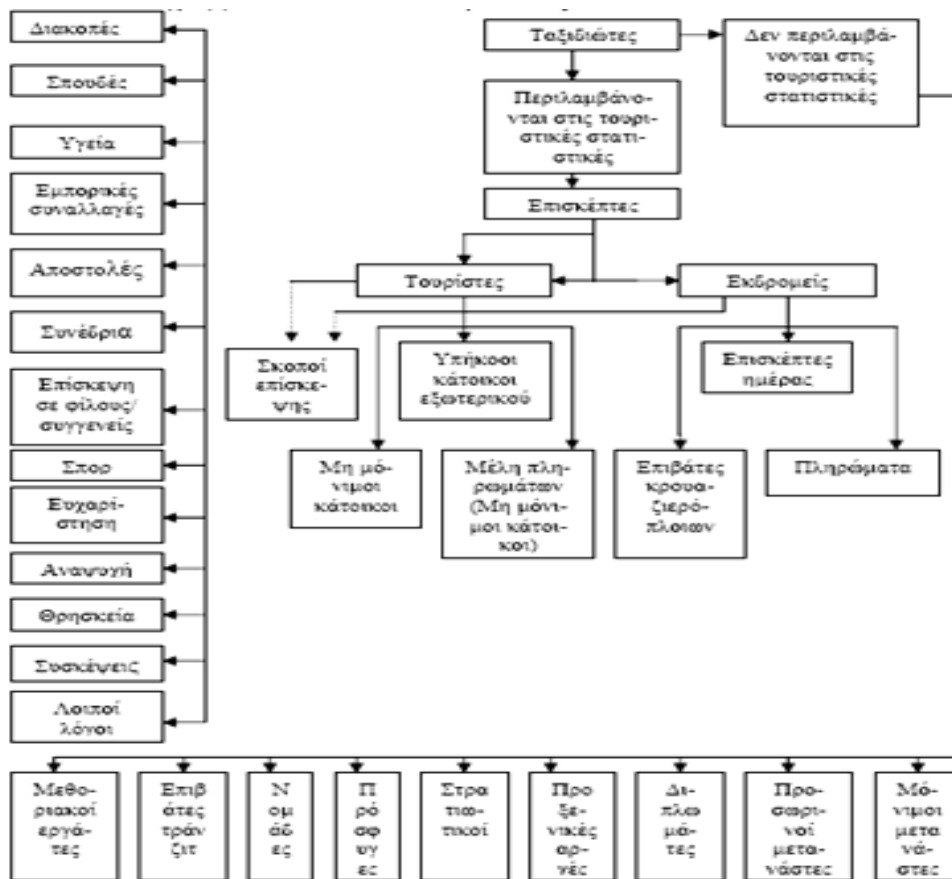 Διακοπές
Σπουδές
Υγεία
Εμπορικές
συναλλαγές
Αποστολές
Συνέδρια
Επίσκεψη
σε φίλους/
συγγενείς
Σπορ
Ευχαρί-
στηση
Αναψυχή
Θρησκεία
Συσκέψεις
Λοιποί
λόγοι
Ταξιδιώτες
Δεν περιλαμβά-
νονται στις
τουριστικές
στατιστικές
Περιλαμβάνο-
νται στις τουρι-
στικές στατι-
στικές
Επισκέπτες
Τουρίστες
Εκδρομείς
Σκοποί
επίσκε-
ψης
Υπήκοοι
κάτοικοι
εξωτερικού
Επισκέπτες
ημέρας
Μη μό-
νιμοι
κάτοικοι
Μέλη πλη-
ρωμάτων
(Μη μόνι-
μοι κάτοι-
κοι)
Επιβάτες
κρουα-
ζιερό-
πλοιων
Πληρώματα
Μεθο-
ριακοί
εργά-
τες
Επιβ
άτες
τράν
ζιτ
Ν
ομ
άδ
ες
Π
ρό
σφ
υγ
ες
Στρα
τιω-
τικοί
Προ
ξε-
νικές
αρ-
χές
Δι-
πλω
μά-
τες
Προ-
σωρι-
νοί
μετα-
νάστες
Μό-
νιμοι
μετα
νά-
στες